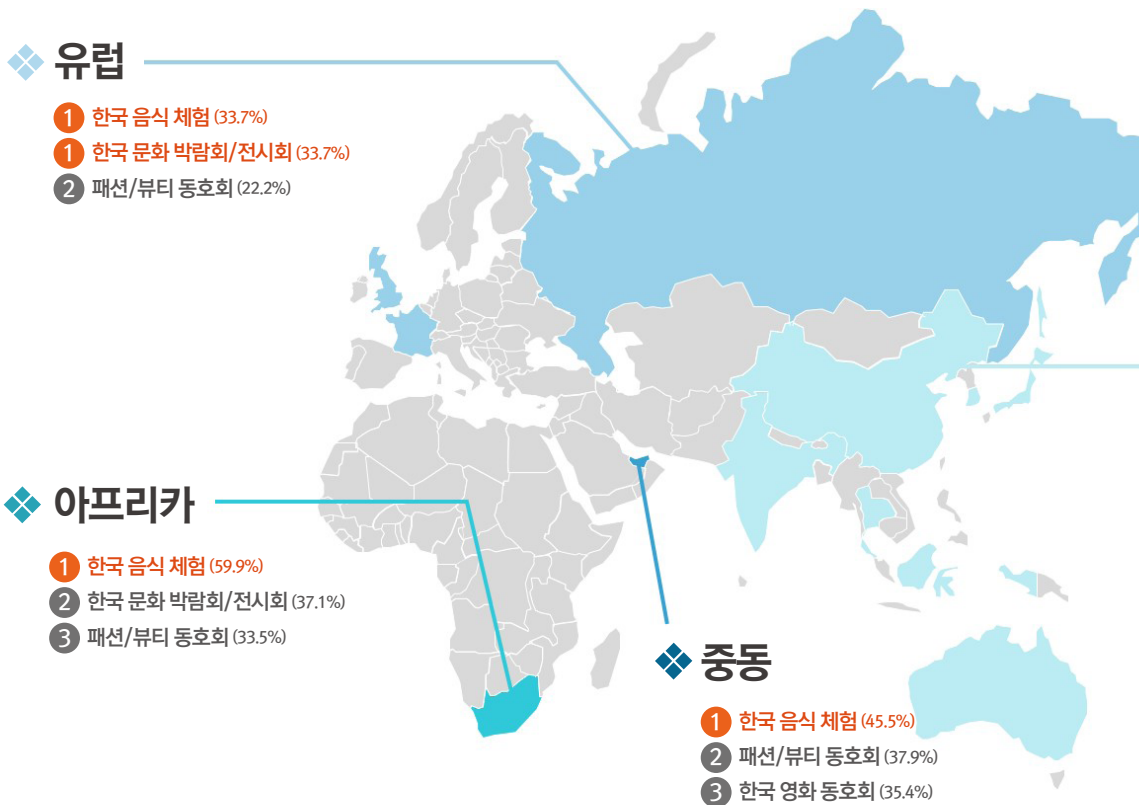 유럽
1 한국 음식 체험 (33.7%)
1 한국 문화 박람회/전시회 (33.7%)
2 패션/뷰티 동호회 (22.2%)
아프리카
1 한국 음식 체험 (59.9%)
2 한국 문화 박람회/전시회 (37.1%)
3 패션/뷰티 동호회 (33.5%)
중동
1 한국 음식 체험 (45.5%)
2 패션/뷰티 동호회 (37.9%)
3 한국 영화 동호회 (35.4%)